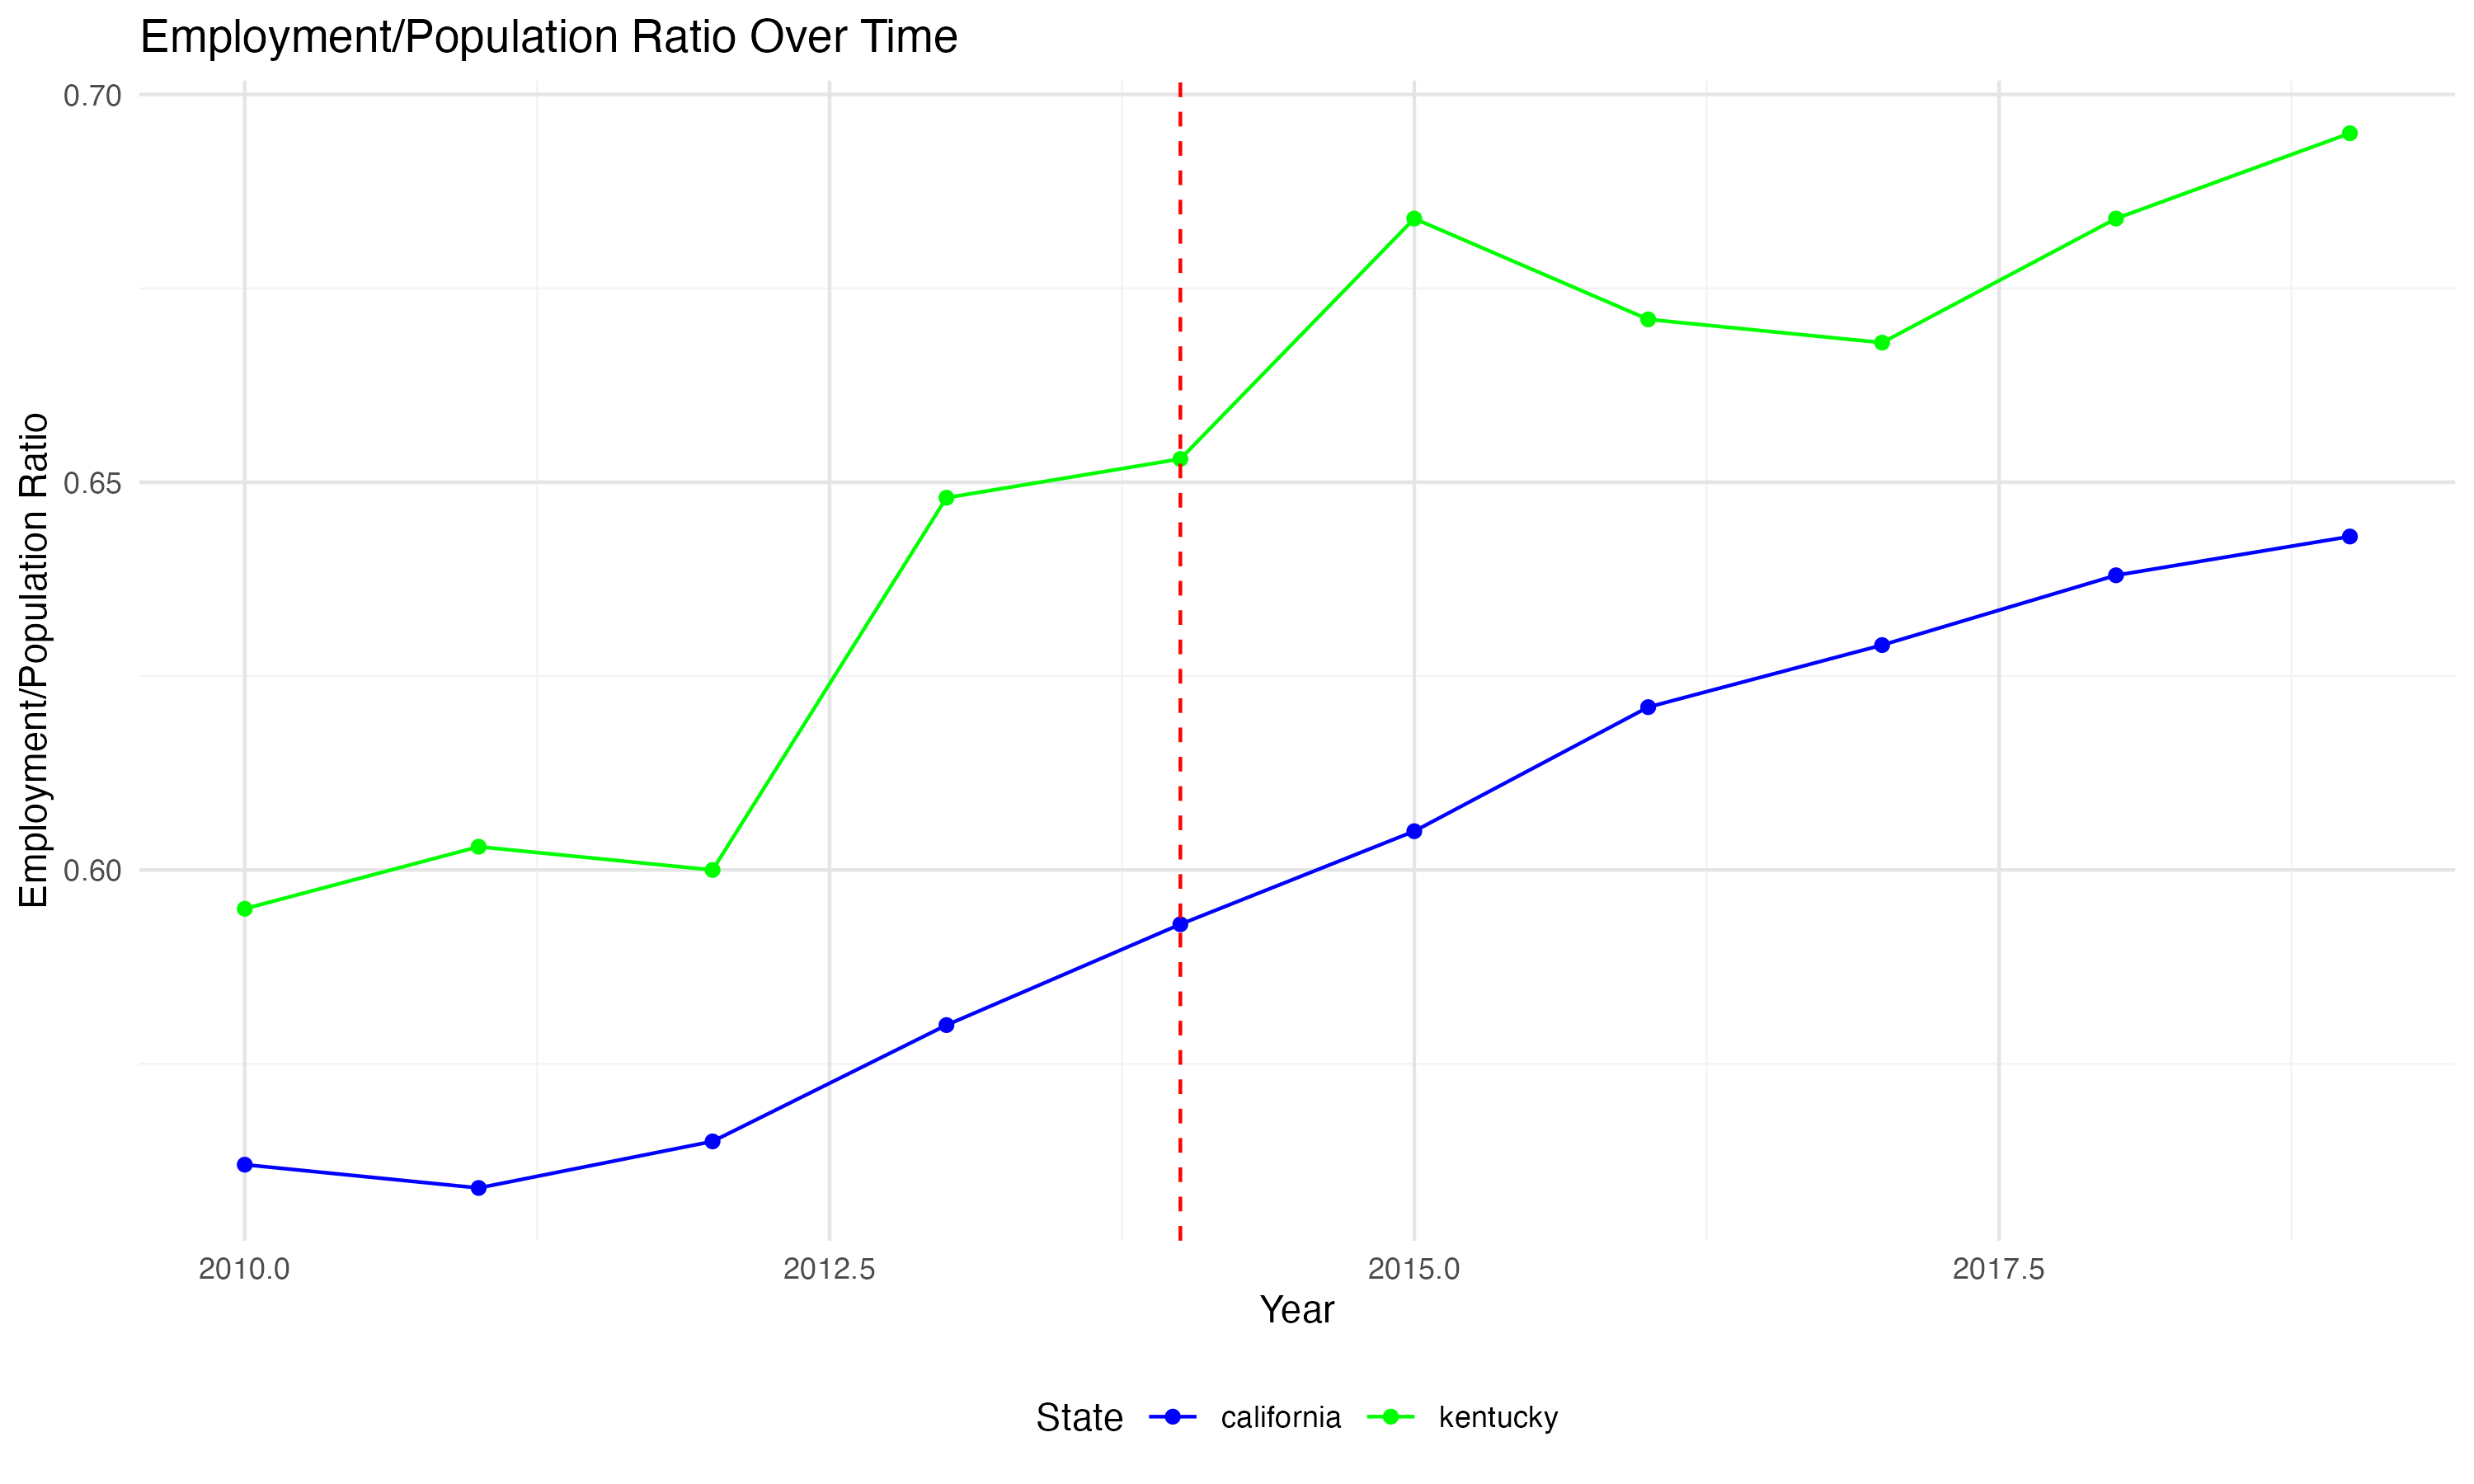 Employment/Population Ratio Over Time
Employment/Population Ratio
0.70
0.65
0.60
2010.0 2012.5 2015.0 2017.5
Year
State california kentucky